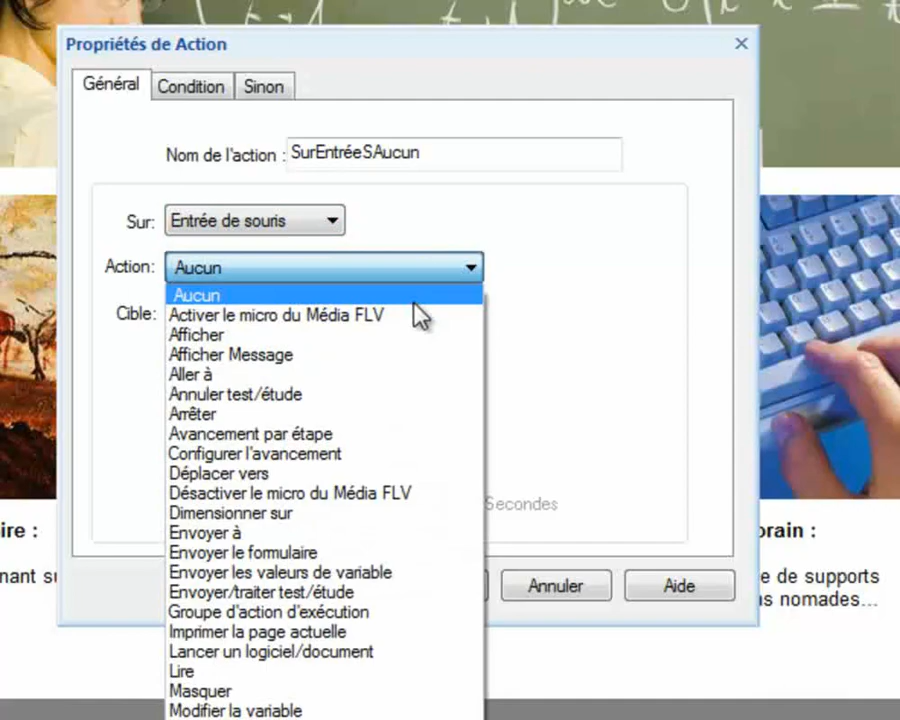 Propriétés de Action
Général
Condition
Sinon
Nom de l'action :
SurEntréeSAucun
Sur:
Entrée de souris
Action:
Aucun
Cible:
Aucun
Activer le micro du Média FLV
Afficher
Afficher Message
Aller à
Annuler test/étude
Arrêter
Avancement par étape
Configurer l'avancement
Déplacer vers
Désactiver le micro du Média FLV
Dimensionner sur
Envoyer à
Envoyer le formulaire
Envoyer les valeurs de variable
Envoyer/traiter test/étude
Groupe d'action d'exécution
Imprimer la page actuelle
Lancer un logiciel/document
Lire
Masquer
Modifier la variable
Secondes
Annuler
Aide
ire :
nant su
orain :
e de supports
s nomades...